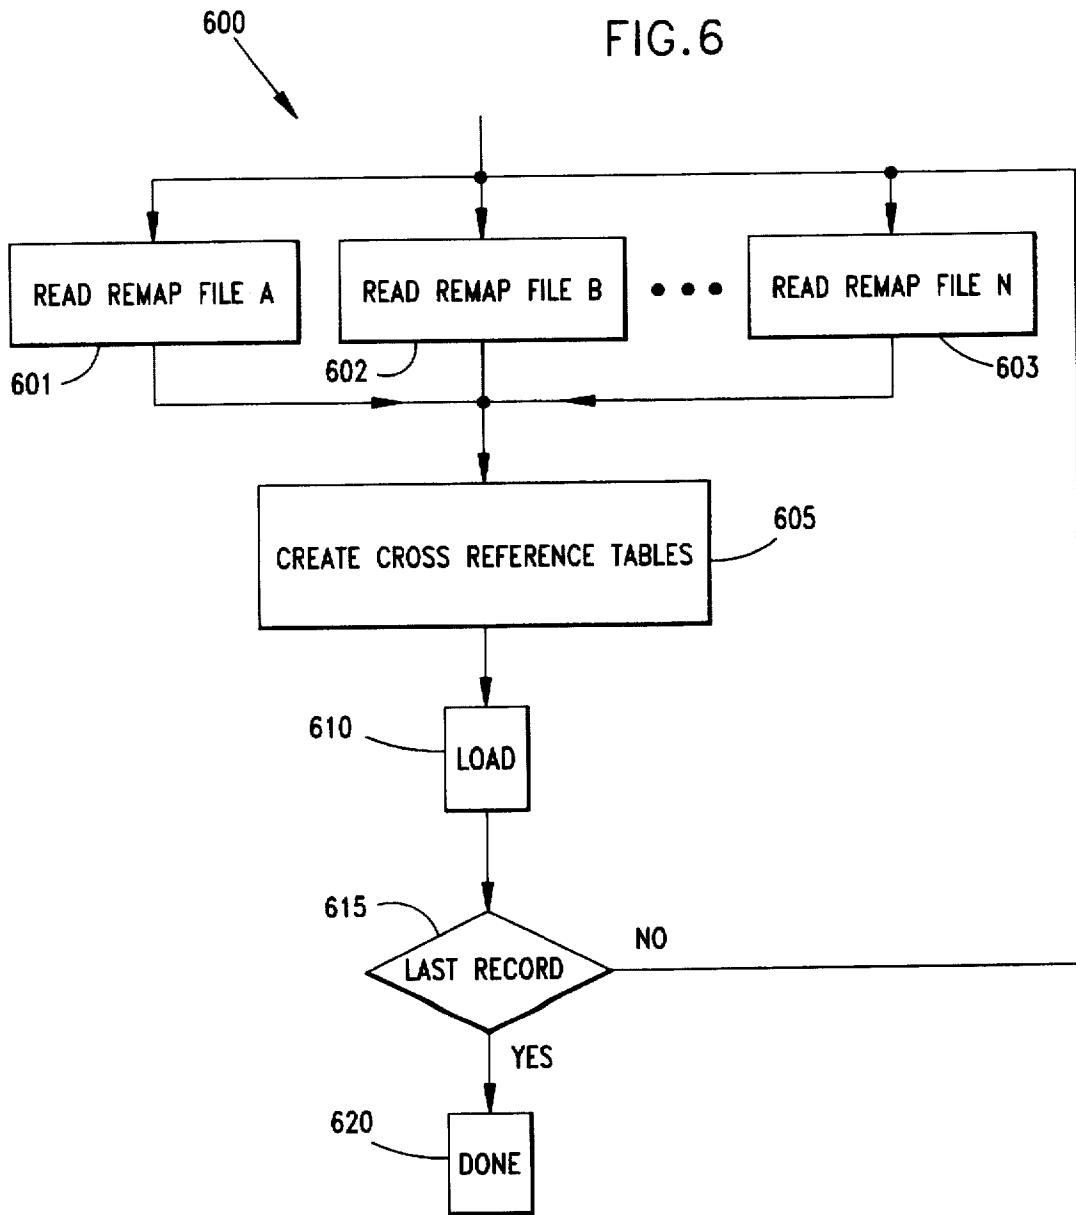 600
FIG.6
READ REMAP FILE A
READ REMAP FILE B
READ REMAP FILE N
601
602
603
CREATE CROSS REFERENCE TABLES
605
610
LOAD
615
LAST RECORD
NO
YES
620
DONE